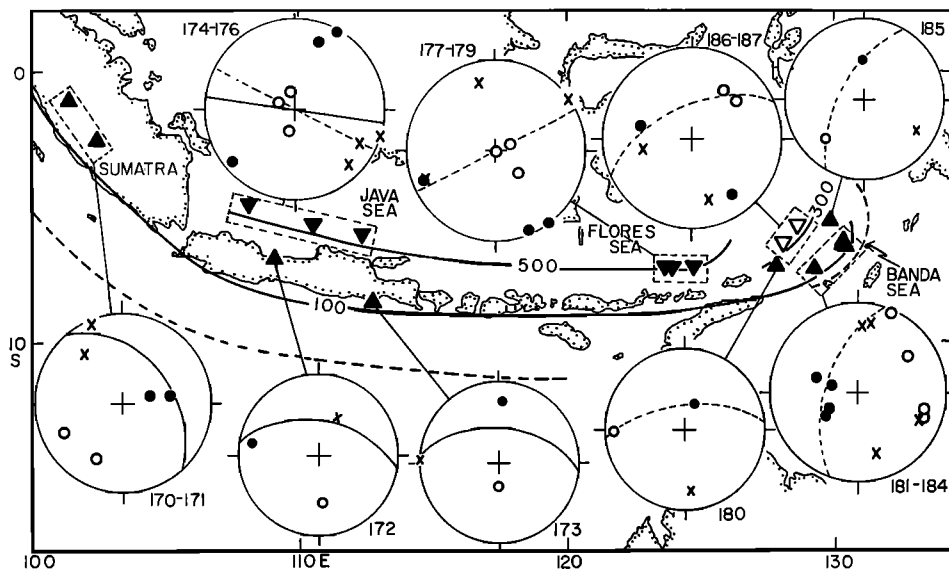 174-176
177-179
186-187
185
0
SUMATRA
JAVA
SEA
FLORES
SEA
300
500
BANDA
SEA
100
10
S
170-171
172
173
180
181-184
100
110 E
120
130